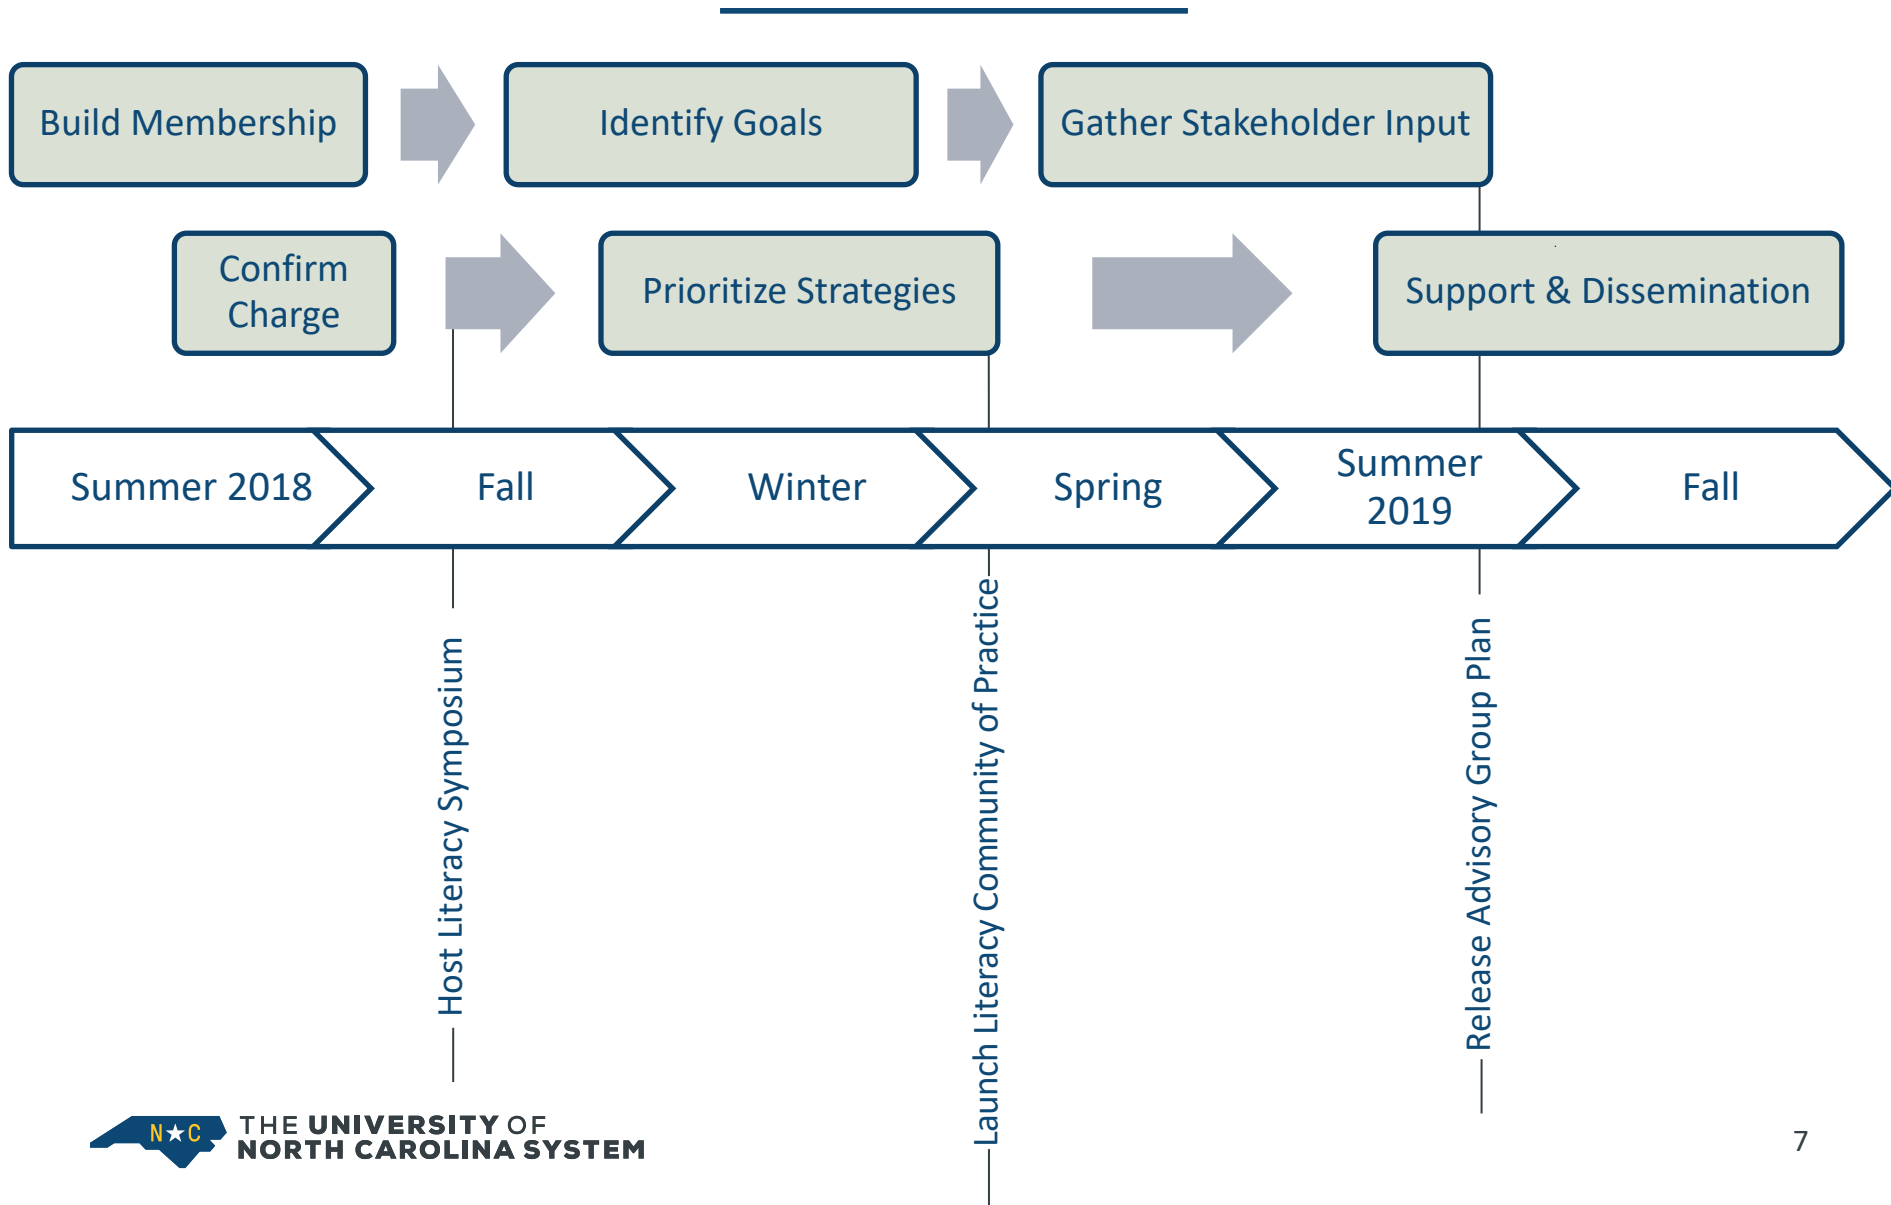 Build Membership
Identify Goals
Gather Stakeholder Input
Confirm
Charge
Prioritize Strategies
Support & Dissemination
Summer 2018
Fall
Winter
Spring
Summer
2019
Fall
Host Literacy Symposium
Launch Literacy Community of Practice
Release Advisory Group Plan
N★C
THE UNIVERSITY OF
NORTH CAROLINA SYSTEM
7